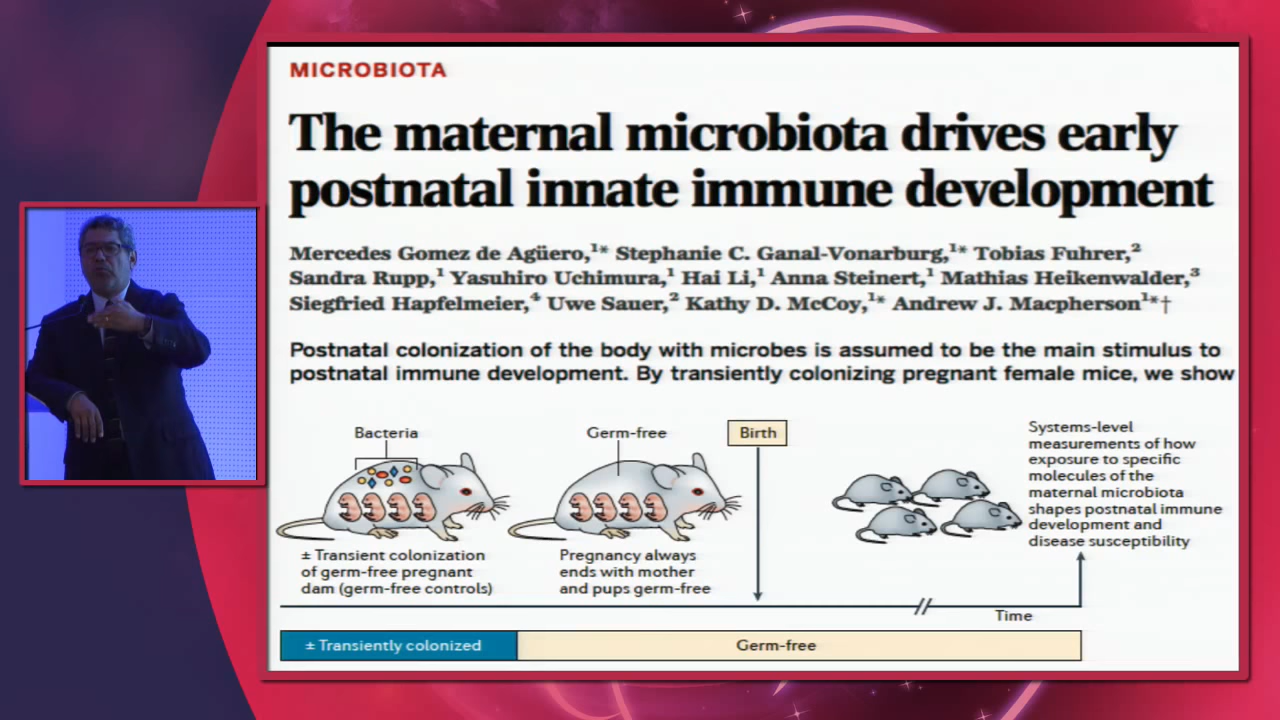 MICROBIOTA
The maternal microbiota drives early
postnatal innate immune development
Mercedes Gomez de Agüero,¹* Stephanie C. Ganal-Vonarburg,¹* Tobias Fuhrer,²
Sandra Rupp,¹ Yasuhiro Uchimura,¹ Hai Li,¹ Anna Steinert,¹ Mathias Heikenwalder,³
Siegfried Hapfelmeier,⁴ Uwe Sauer,² Kathy D. McCoy,¹* Andrew J. Macpherson¹*†
Postnatal colonization of the body with microbes is assumed to be the main stimulus to
postnatal immune development. By transiently colonizing pregnant female mice, we show
Bacteria
Germ-free
Birth
Systems-level
measurements of how
exposure to specific
molecules of the
maternal microbiota
shapes postnatal immune
development and
disease susceptibility
± Transient colonization
of germ-free pregnant
dam (germ-free controls)
Pregnancy always
ends with mother
and pups germ-free
Time
± Transiently colonized
Germ-free